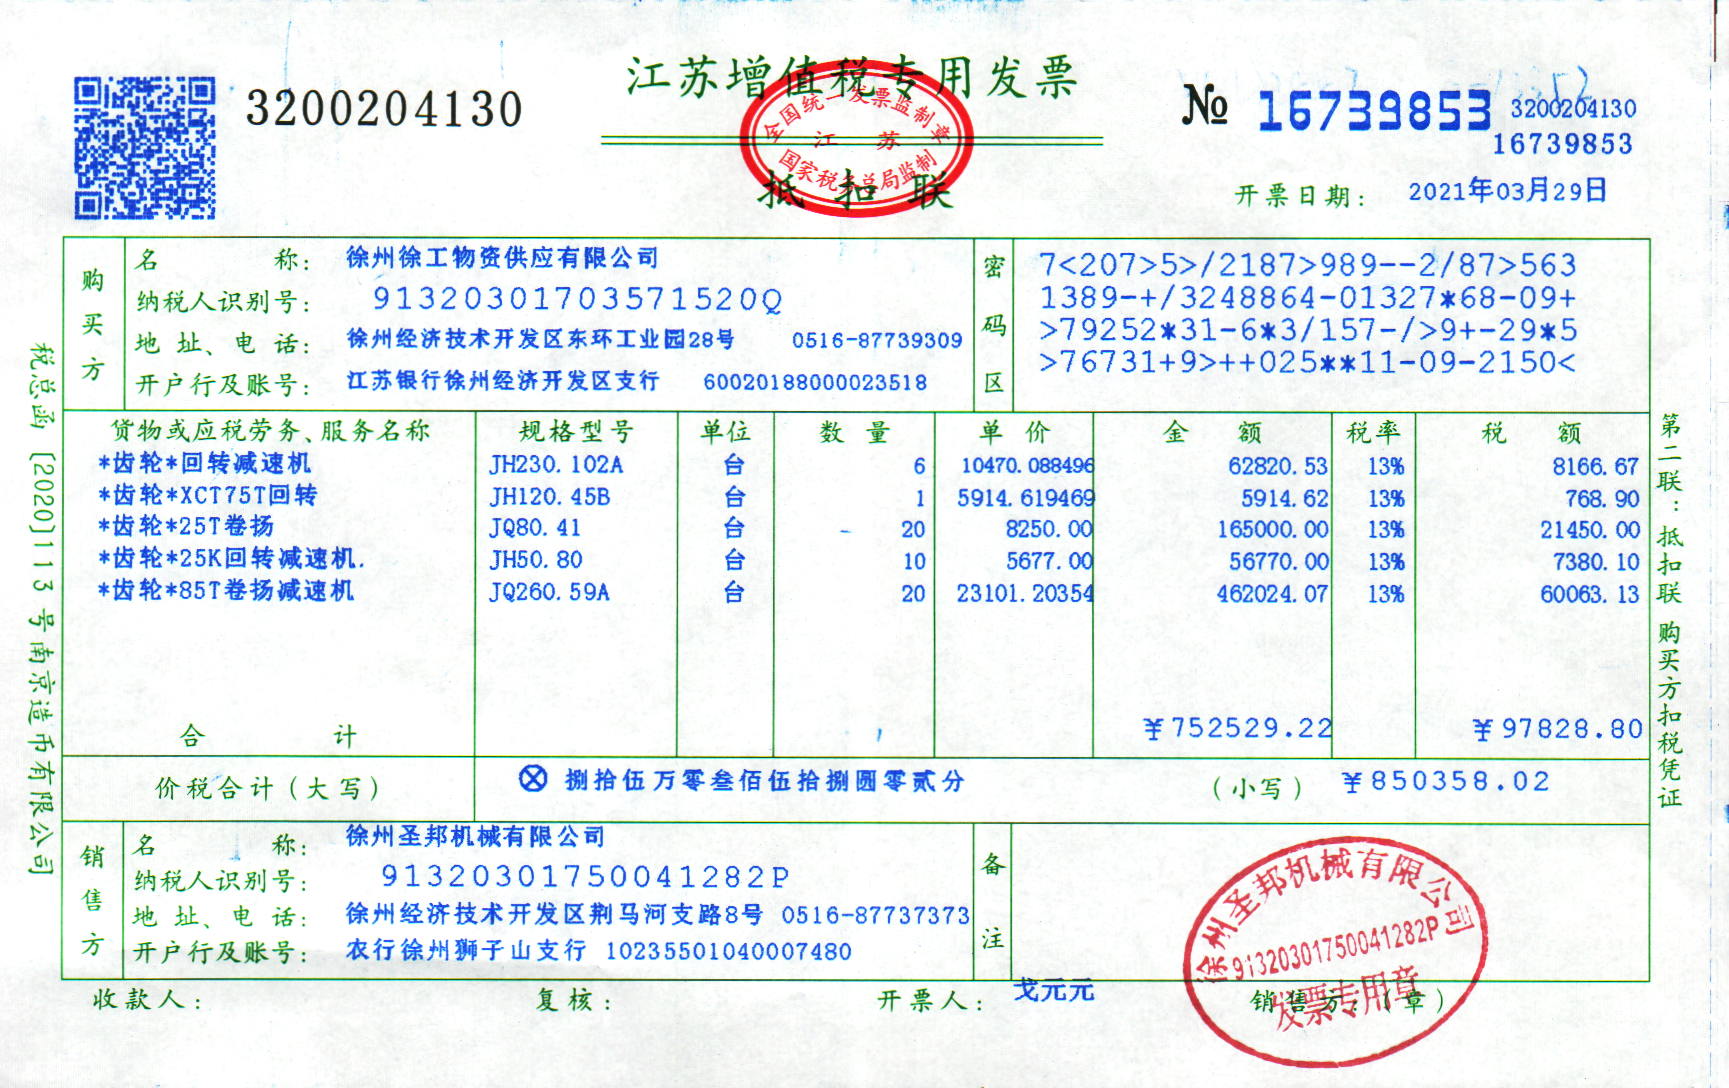 江苏增值税专用发票
抵扣联
3200204130
№ 16739853
3200204130
16739853
开票日期： 2021年03月29日
全国统一发票监制章
江苏
国家税务总局监制
购买方
名称： 徐州徐工物资供应有限公司
纳税人识别号： 91320301703571520Q
地址、电话： 徐州经济技术开发区东环工业园28号 0516-87739309
开户行及账号： 江苏银行徐州经济开发区支行 60020188000023518
密码区
7<207>5>/2187>989--2/87>563
1389-+/3248864-01327*68-09+
>79252*31-6*3/157-/>9+-29*5
>76731+9>++025**11-09-2150<
货物或应税劳务、服务名称 规格型号 单位 数量 单价 金额 税率 税额
*齿轮*回转减速机 JH230.102A 台 6 10470.088496 62820.53 13% 8166.67
*齿轮*XCT75T回转 JH120.45B 台 1 5914.619469 5914.62 13% 768.90
*齿轮*25T卷扬 JQ80.41 台 20 8250.00 165000.00 13% 21450.00
*齿轮*25K回转减速机. JH50.80 台 10 5677.00 56770.00 13% 7380.10
*齿轮*85T卷扬减速机 JQ260.59A 台 20 23101.20354 462024.07 13% 60063.13
合计 ￥752529.22 ￥97828.80
价税合计（大写） ⊗ 捌拾伍万零叁佰伍拾捌圆零贰分 （小写） ￥850358.02
销售方
名称： 徐州圣邦机械有限公司
纳税人识别号： 91320301750041282P
地址、电话： 徐州经济技术开发区荆马河支路8号 0516-87737373
开户行及账号： 农行徐州狮子山支行 10235501040007480
备注
收款人： 复核： 开票人： 戈元元 销售方：（章）
徐州圣邦机械有限公司
91320301750041282P
发票专用章
税总函[2020]113号南京造币有限公司
第二联：抵扣联 购买方扣税凭证